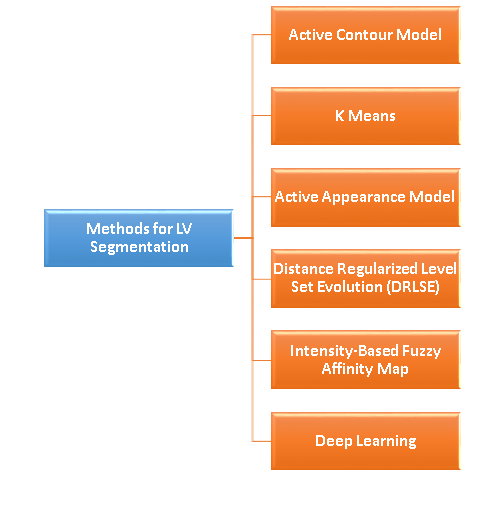 Active Contour Model
K Means
Active Appearance Model
Methods for LV
Segmentation
Distance Regularized Level
Set Evolution (DRLSE)
Intensity-Based Fuzzy
Affinity Map
Deep Learning